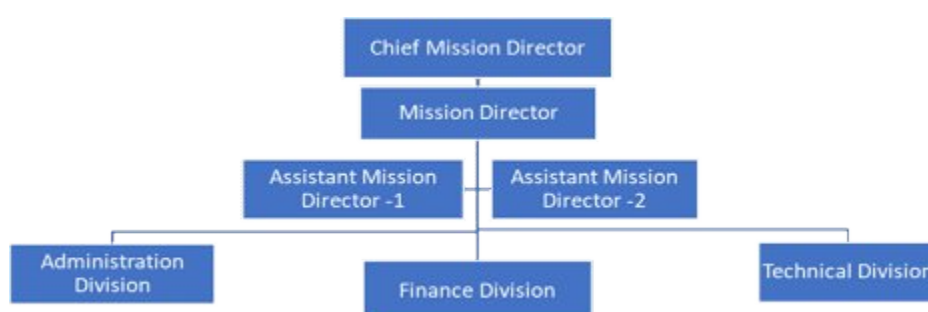 Chief Mission Director
Mission Director
Assistant Mission
Director -1
Assistant Mission
Director -2
Administration
Division
Finance Division
Technical Division